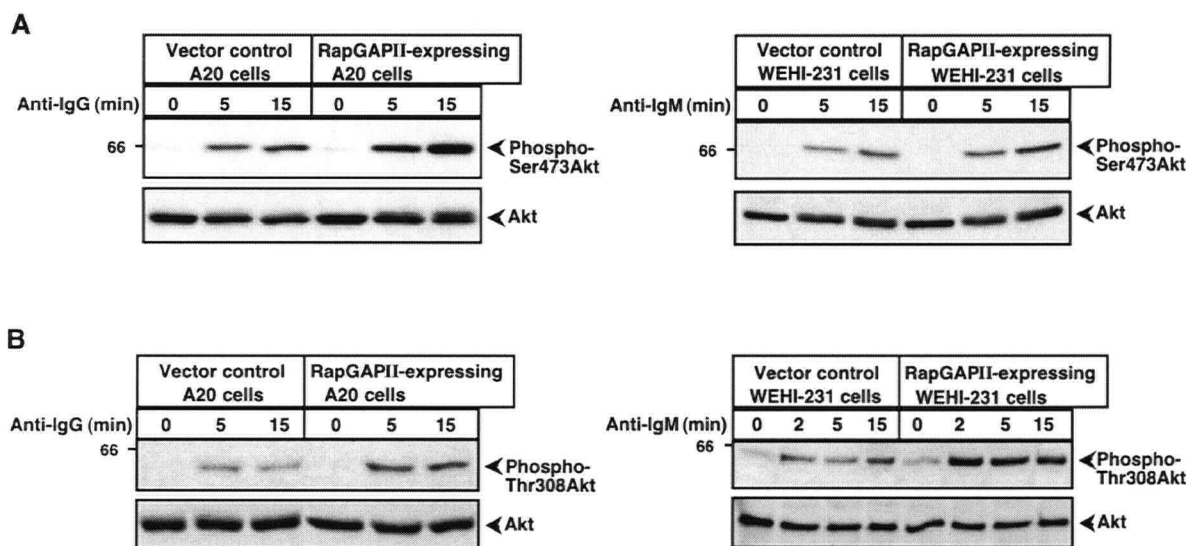 A
Vector control
A20 cells
RapGAPII-expressing
A20 cells
Anti-IgG (min)
0 5 15 0 5 15
66
Phospho-
Ser473Akt
Akt
Vector control
WEHI-231 cells
RapGAPII-expressing
WEHI-231 cells
Anti-IgM (min)
0 5 15 0 5 15
66
Phospho-
Ser473Akt
Akt
B
Vector control
A20 cells
RapGAPII-expressing
A20 cells
Anti-IgG (min)
0 5 15 0 5 15
66
Phospho-
Thr308Akt
Akt
Vector control
WEHI-231 cells
RapGAPII-expressing
WEHI-231 cells
Anti-IgM (min)
0 2 5 15 0 2 5 15
66
Phospho-
Thr308Akt
Akt